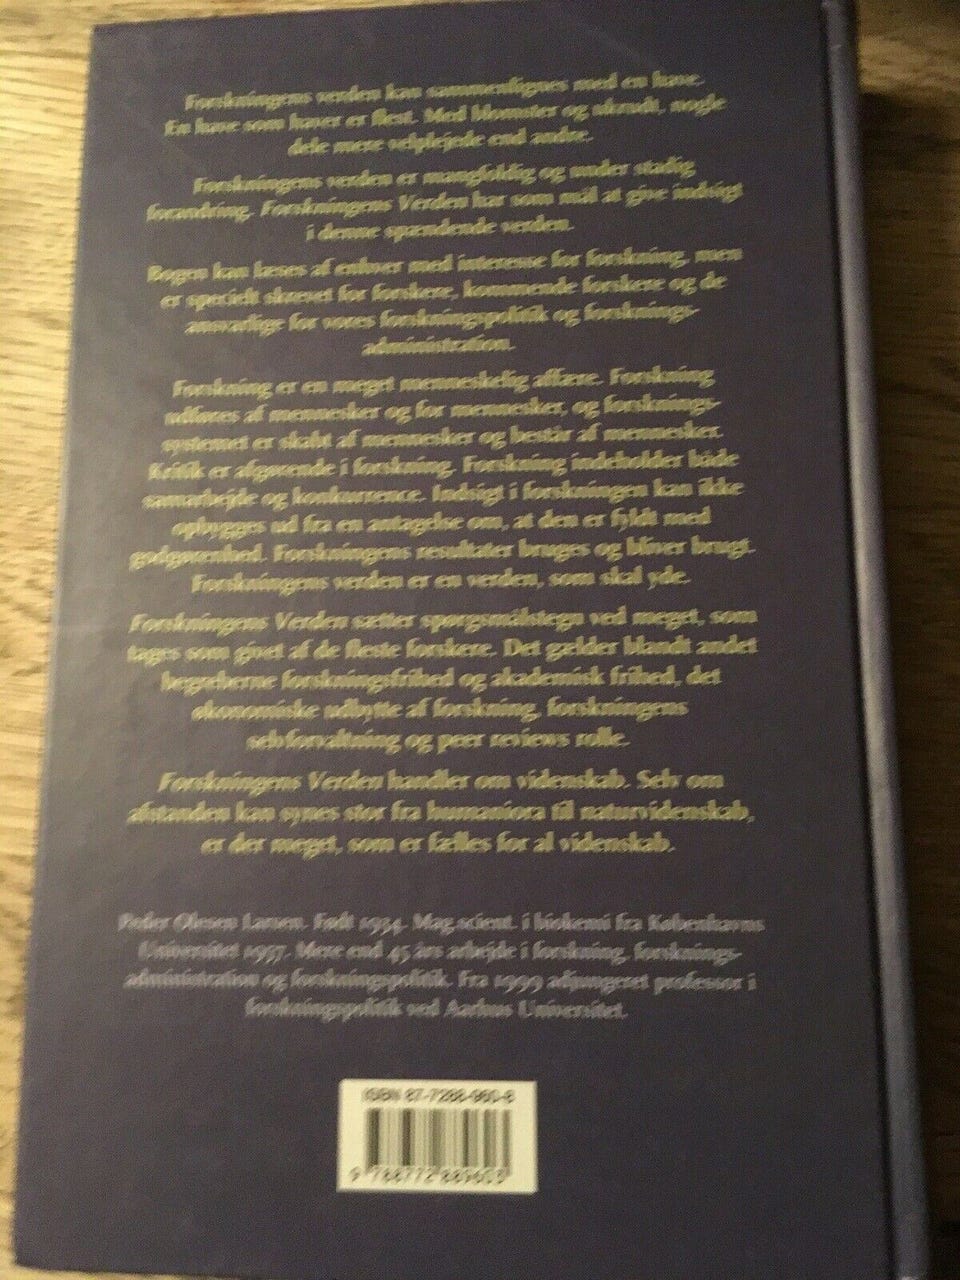 Forskningens verden kan sammenlignes med en have.
En have som haver er flest. Med blomster og ukrudt, nogle
dele mere velplejede end andre.
Forskningens verden er mangfoldig og under stadig
forandring. Forskningens Verden har som mål at give indsigt
i denne spændende verden.
Bogen kan læses af enhver med interesse for forskning, men
er specielt skrevet for forskere, kommende forskere og de
ansvarlige for vores forskningspolitik og forsknings-
administration.
Forskning er en meget menneskelig affære. Forskning
udføres af mennesker og for mennesker, og forsknings-
systemet er skabt af mennesker og består af mennesker.
Kritik er afgørende i forskning. Forskning indeholder både
samarbejde og konkurrence. Indsigt i forskningen kan ikke
opbygges ud fra en antagelse om, at den er fyldt med
godgørenhed. Forskningens resultater bruges og bliver brugt.
Forskningens verden er en verden, som skal yde.
Forskningens Verden sætter spørgsmålstegn ved meget, som
tages som givet af de fleste forskere. Det gælder blandt andet
begreberne forskningsfrihed og akademisk frihed, det
økonomiske udbytte af forskning, forskningens
selvforvaltning og peer reviews rolle.
Forskningens Verden handler om videnskab. Selv om
afstanden kan synes stor fra humaniora til naturvidenskab,
er der meget, som er fælles for al videnskab.
Peder Olesen Larsen. Født 1934. Mag.scient. i biokemi fra Københavns
Universitet 1957. Mere end 45 års arbejde i forskning, forsknings-
administration og forskningspolitik. Fra 1999 adjungeret professor i
forskningspolitik ved Aarhus Universitet.
ISBN 87-7288-960-8
9 788772 889603